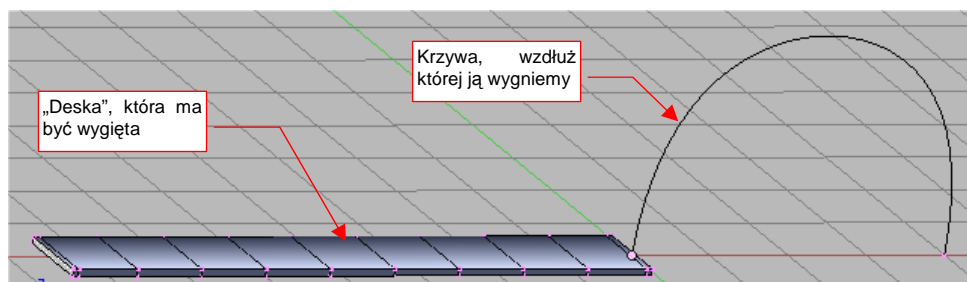 Krzywa, wzdłuż
której ją wygniemy
„Deska”, która ma
być wygięta